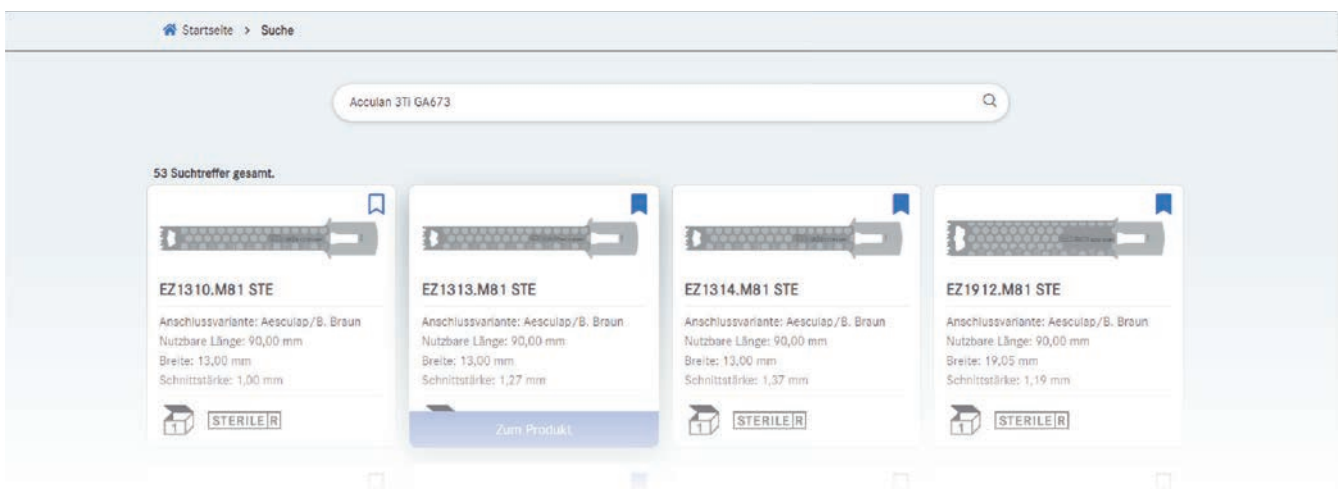 Startseite > Suche
Acculan 3Ti GA673
53 Suchtreffer gesamt.
EZ1310.M81 STE
Anschlussvariante: Aesculap/B. Braun
Nutzbare Länge: 90,00 mm
Breite: 13,00 mm
Schnittstärke: 1,00 mm
1 STERILE R
EZ1313.M81 STE
Anschlussvariante: Aesculap/B. Braun
Nutzbare Länge: 90,00 mm
Breite: 13,00 mm
Schnittstärke: 1,27 mm
Zum Produkt
EZ1314.M81 STE
Anschlussvariante: Aesculap/B. Braun
Nutzbare Länge: 90,00 mm
Breite: 13,00 mm
Schnittstärke: 1,37 mm
1 STERILE R
EZ1912.M81 STE
Anschlussvariante: Aesculap/B. Braun
Nutzbare Länge: 90,00 mm
Breite: 19,05 mm
Schnittstärke: 1,19 mm
1 STERILE R